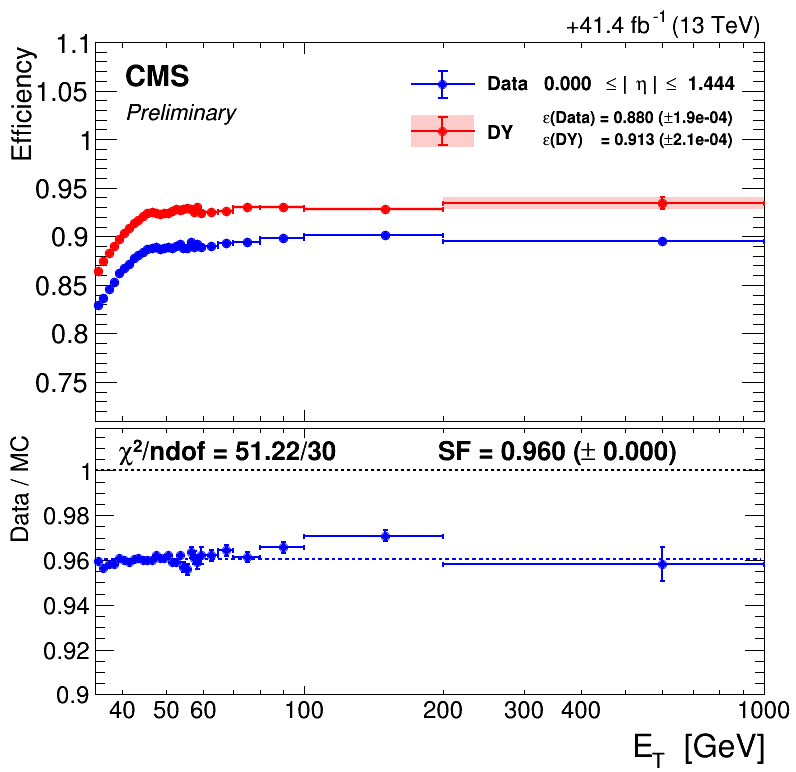 +41.4 fb⁻¹ (13 TeV)
CMS
Preliminary
Data 0.000 ≤ | η | ≤ 1.444
DY
ε(Data) = 0.880 (±1.9e-04)
ε(DY) = 0.913 (±2.1e-04)
Efficiency
1.1
1.05
1
0.95
0.9
0.85
0.8
0.75
χ²/ndof = 51.22/30
SF = 0.960 (± 0.000)
Data / MC
1
0.98
0.96
0.94
0.92
0.9
40 50 60 100 200 300 400 1000
E_T [GeV]